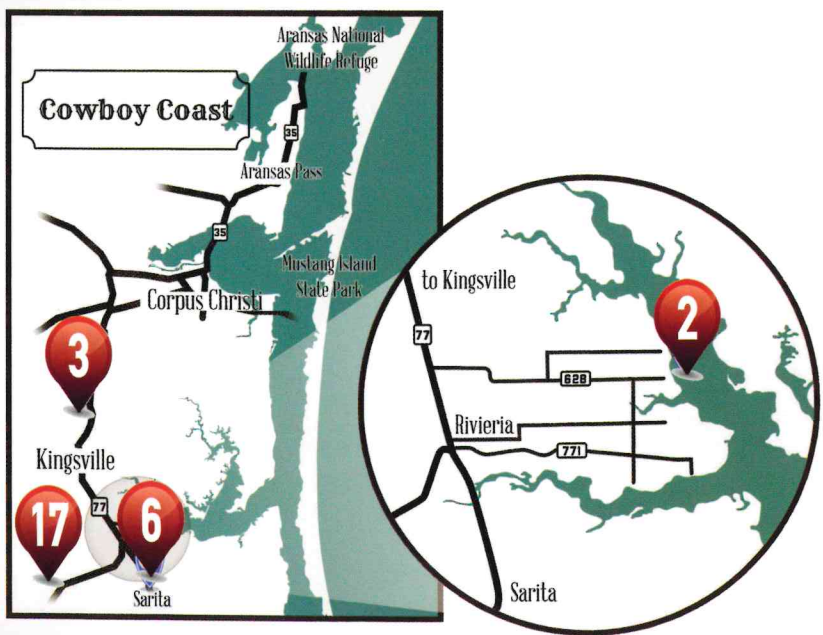 Aransas National
Wildlife Refuge
Cowboy Coast
35
Aransas Pass
35
Mustang Island
State Park
Corpus Christi
3
Kingsville
77
17
6
Sarita
to Kingsville
2
77
628
Rivieria
771
Sarita